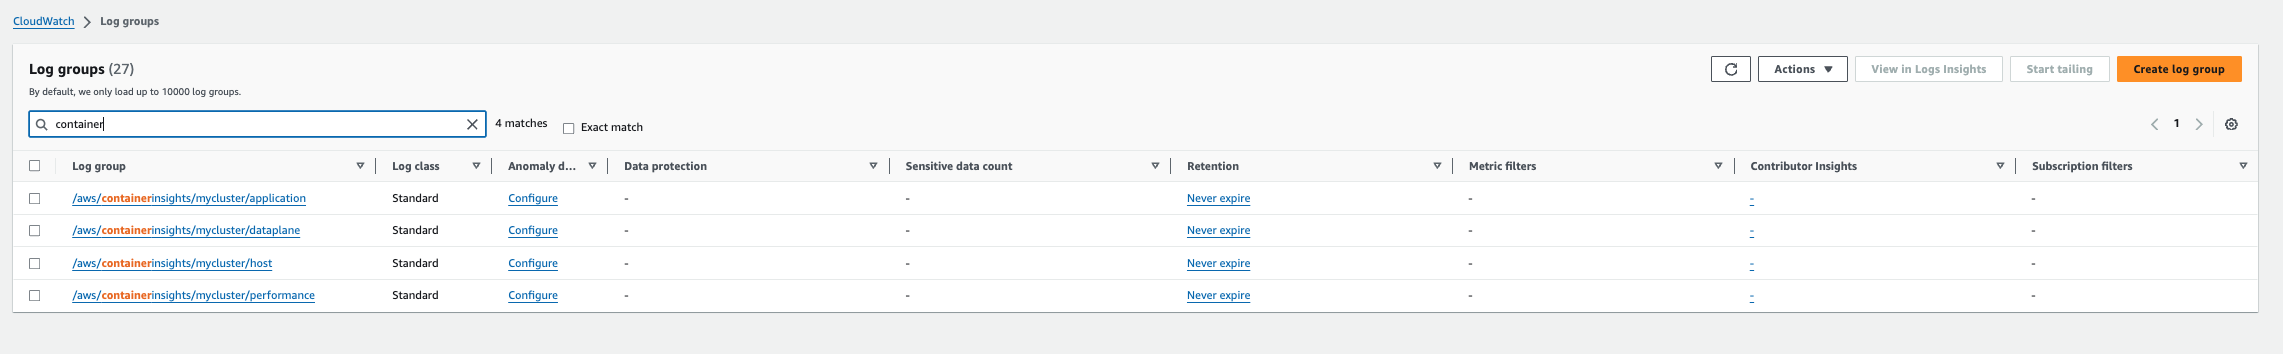 CloudWatch > Log groups
Log groups (27)
Actions
View in Logs Insights
Start tailing
Create log group
By default, we only load up to 10000 log groups.
container
4 matches
Exact match
1
Log group Log class Anomaly d... Data protection Sensitive data count Retention Metric filters Contributor Insights Subscription filters
/aws/containerinsights/mycluster/application Standard Configure - - Never expire - - -
/aws/containerinsights/mycluster/dataplane Standard Configure - - Never expire - - -
/aws/containerinsights/mycluster/host Standard Configure - - Never expire - - -
/aws/containerinsights/mycluster/performance Standard Configure - - Never expire - - -